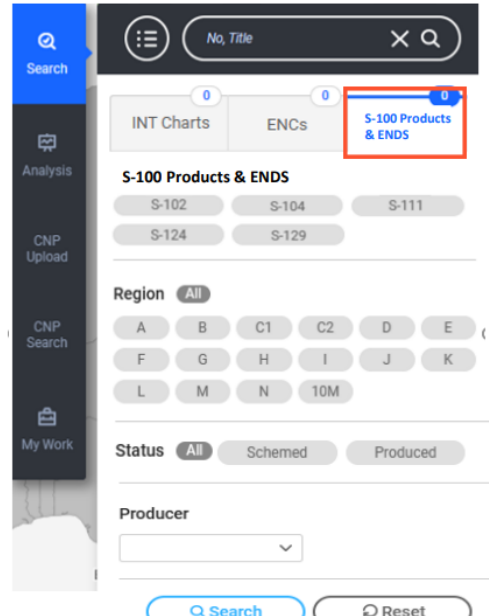 Search
Analysis
CNP
Upload
CNP
Search
My Work
No, Title
0
0
0
INT Charts
ENCs
S-100 Products
& ENDS
S-100 Products & ENDS
S-102
S-104
S-111
S-124
S-129
Region All
A B C1 C2 D E
F G H I J K
L M N 10M
Status All Schemed Produced
Producer
Search
Reset